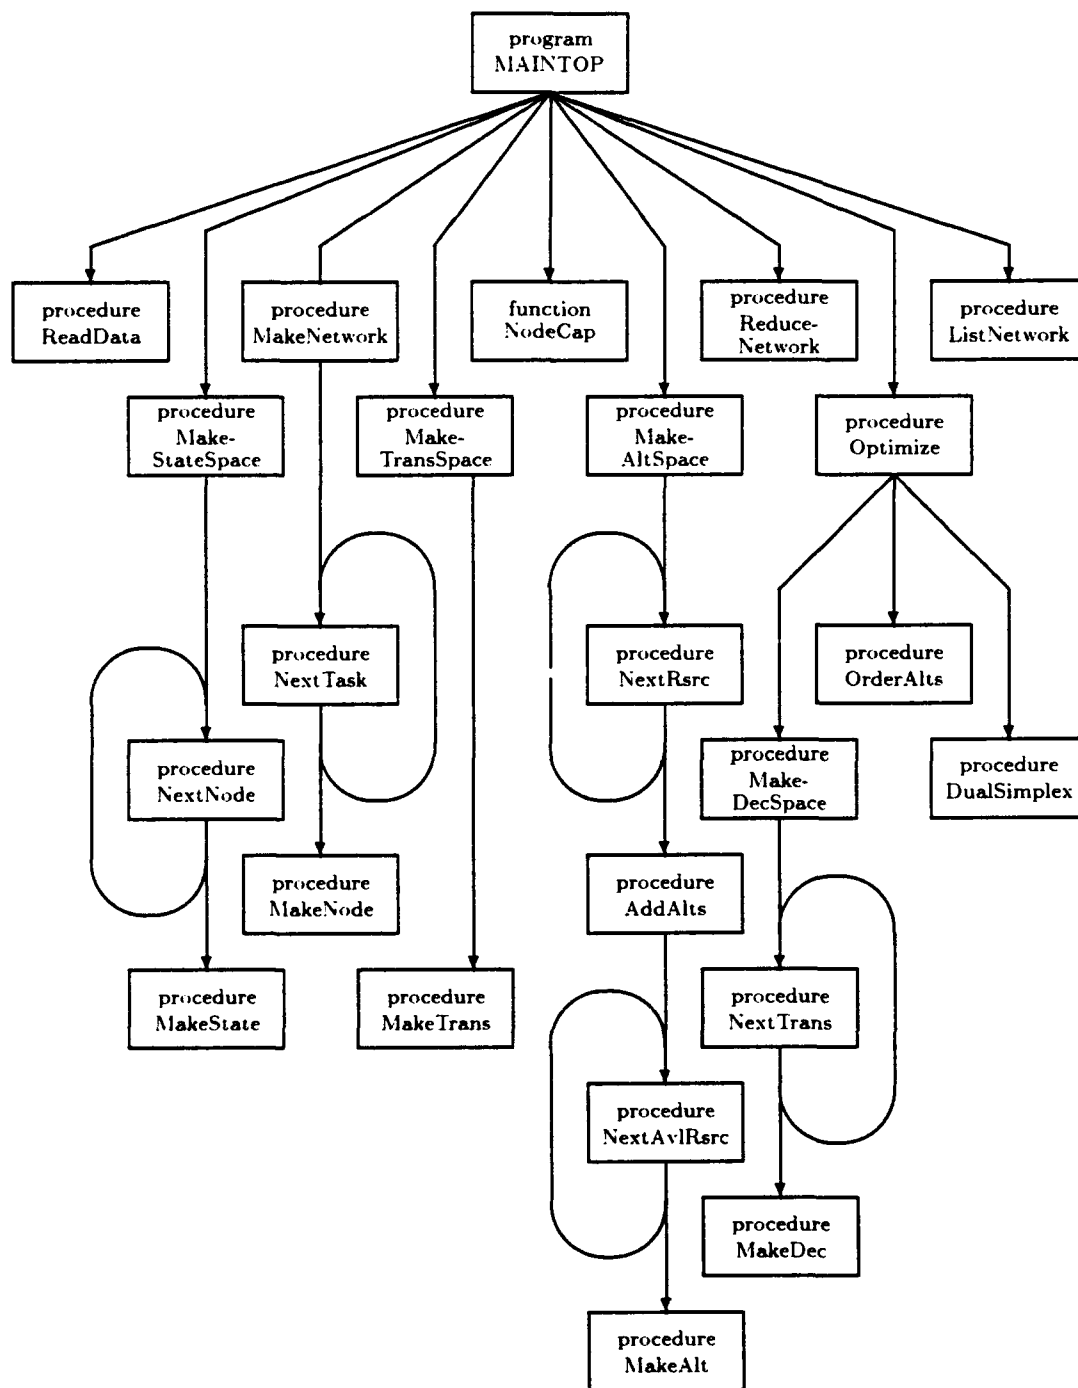 program
MAINTOP
procedure
ReadData
procedure
MakeNetwork
function
NodeCap
procedure
Reduce-
Network
procedure
ListNetwork
procedure
Make-
StateSpace
procedure
Make-
TransSpace
procedure
Make-
AltSpace
procedure
Optimize
procedure
NextTask
procedure
NextRsrc
procedure
OrderAlts
procedure
NextNode
procedure
Make-
DecSpace
procedure
DualSimplex
procedure
MakeNode
procedure
AddAlts
procedure
MakeState
procedure
MakeTrans
procedure
NextTrans
procedure
NextAvlRsrc
procedure
MakeDec
procedure
MakeAlt